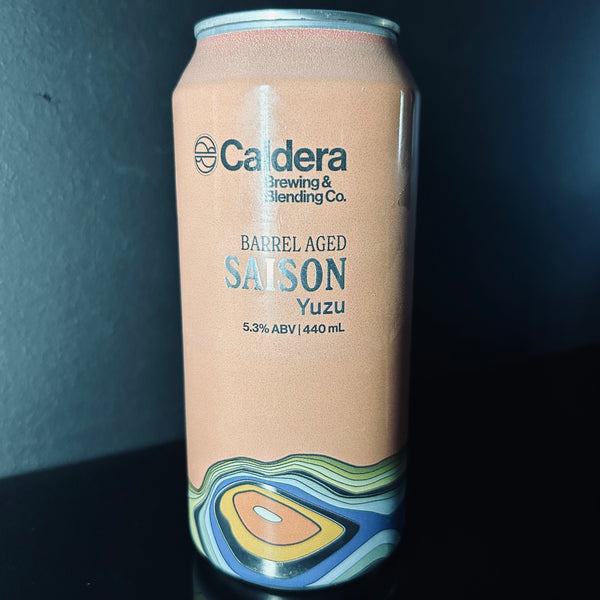 Caldera
Brewing &
Blending Co.
BARREL AGED
SAISON
Yuzu
5.3% ABV | 440 mL